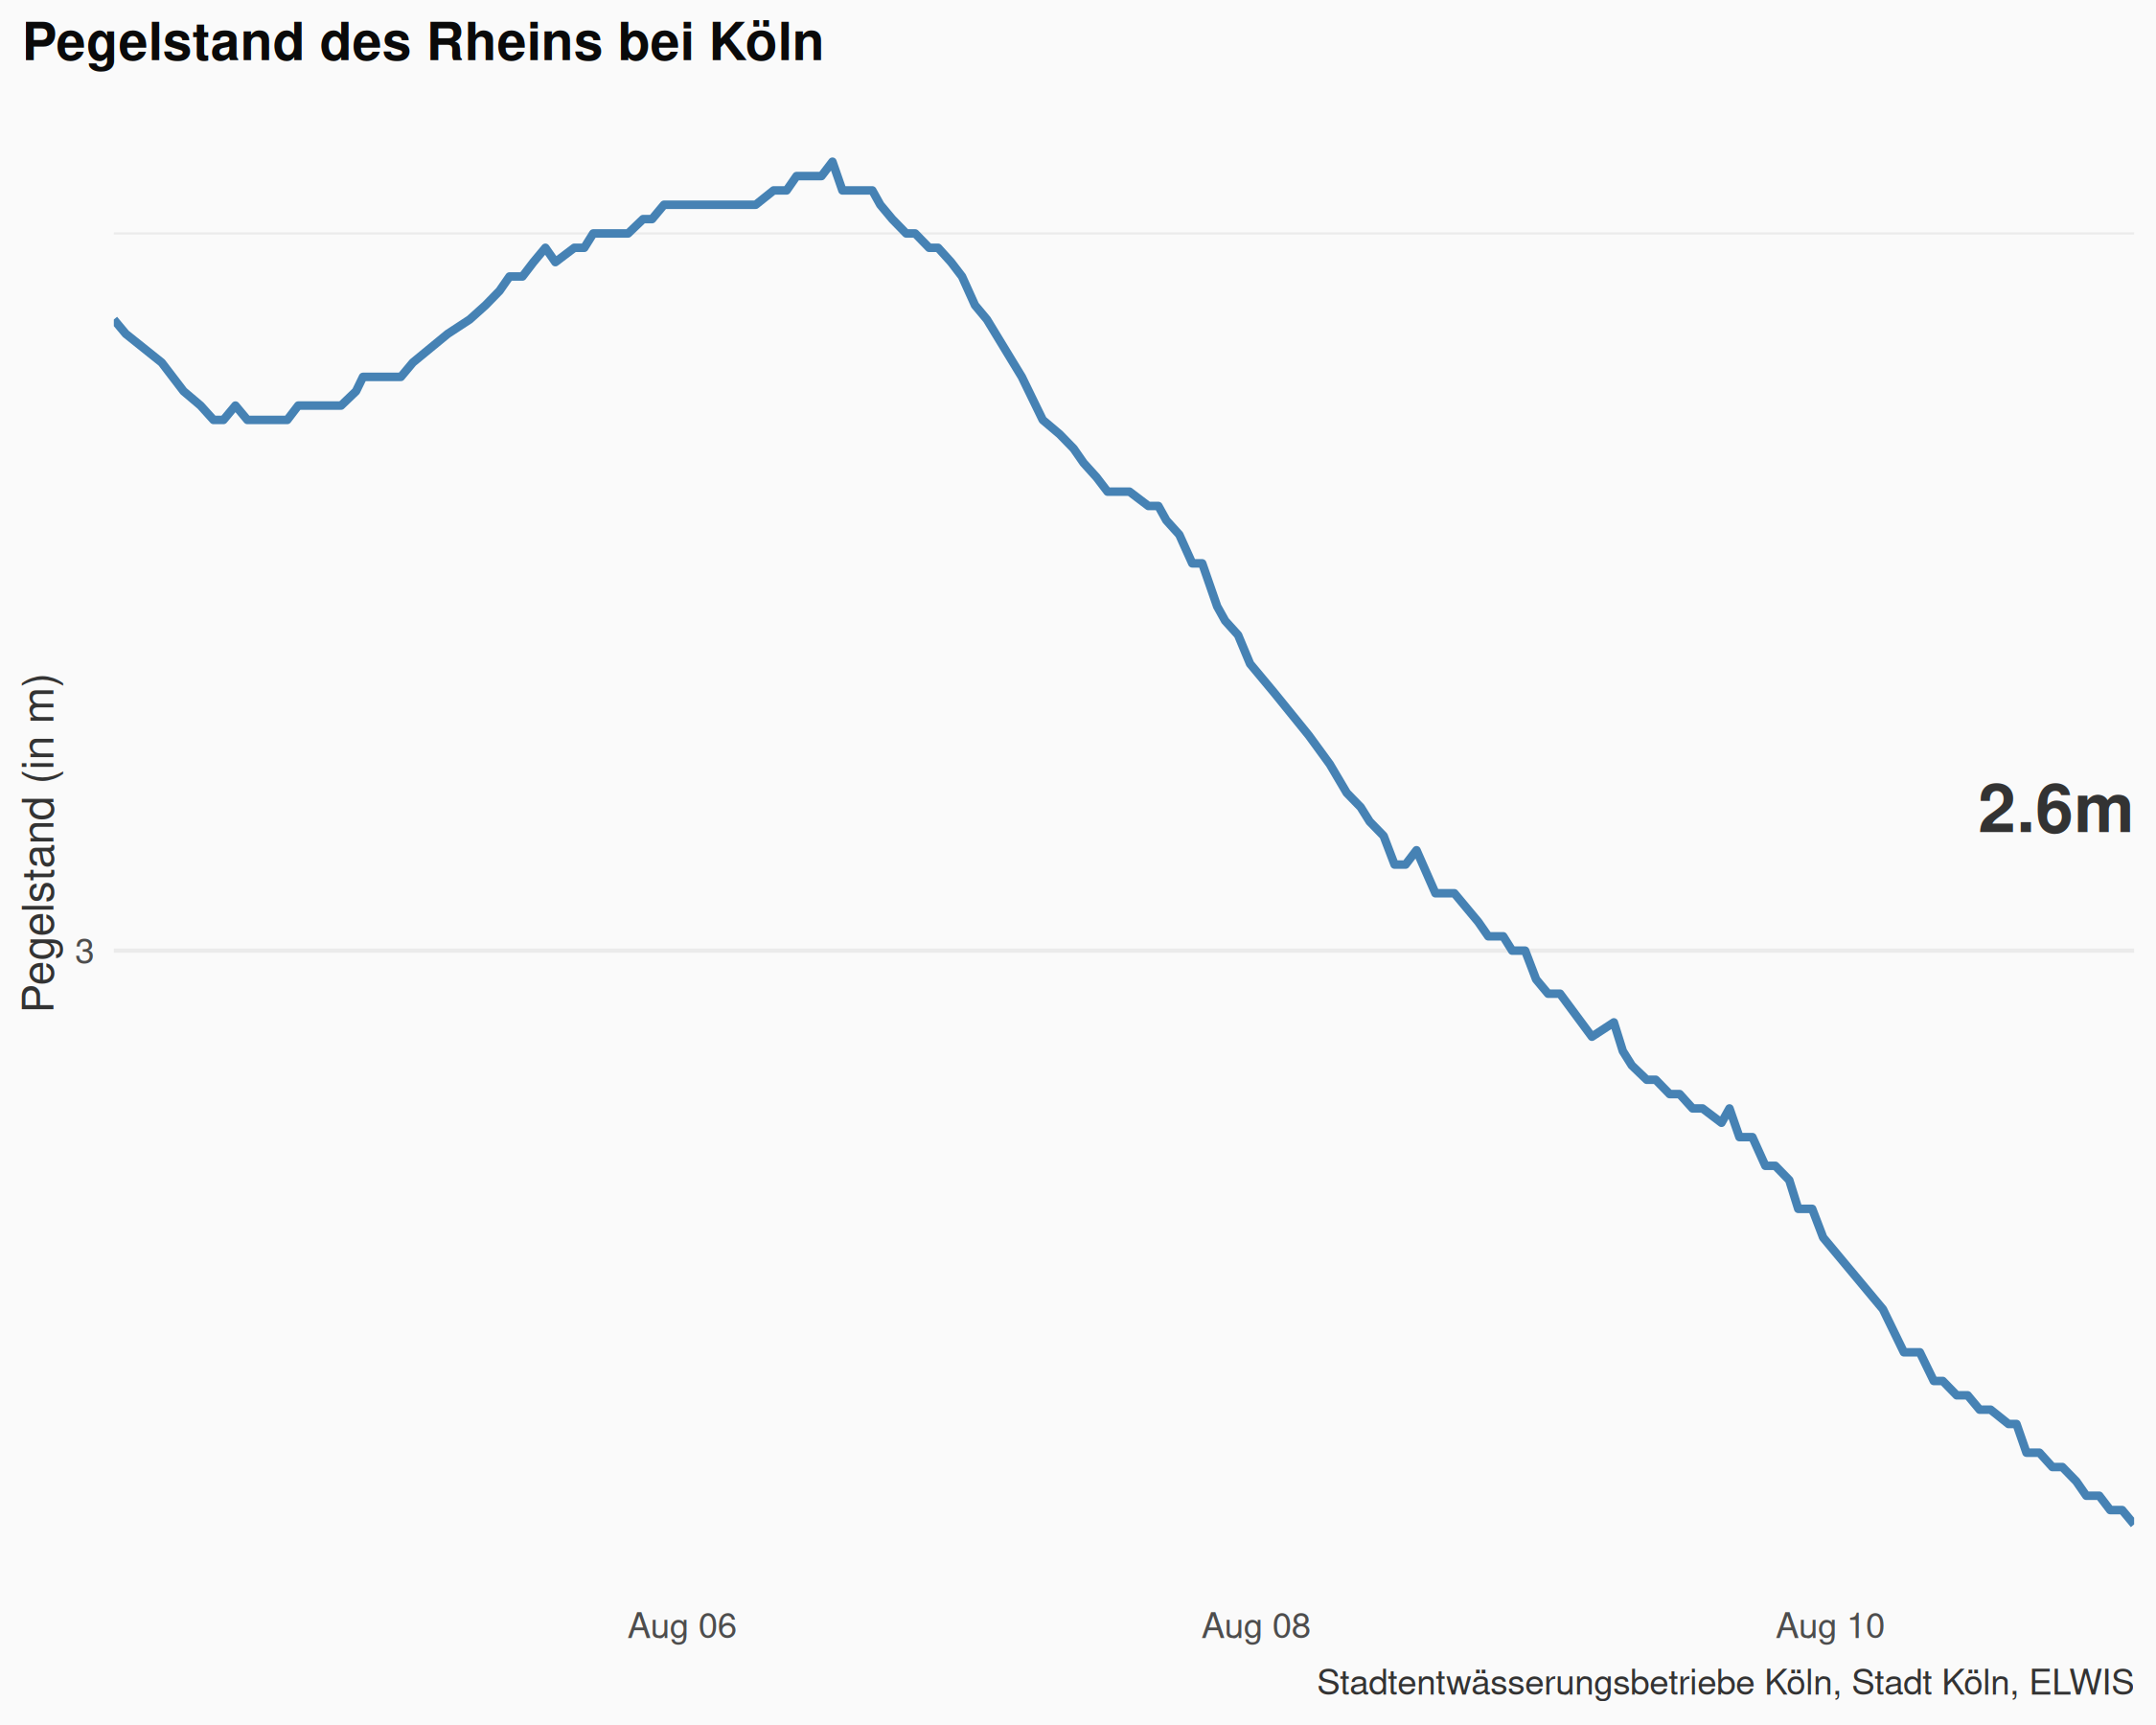 Pegelstand des Rheins bei Köln
Pegelstand (in m)
2.6m
3
Aug 06
Aug 08
Aug 10
Stadtentwässerungsbetriebe Köln, Stadt Köln, ELWIS